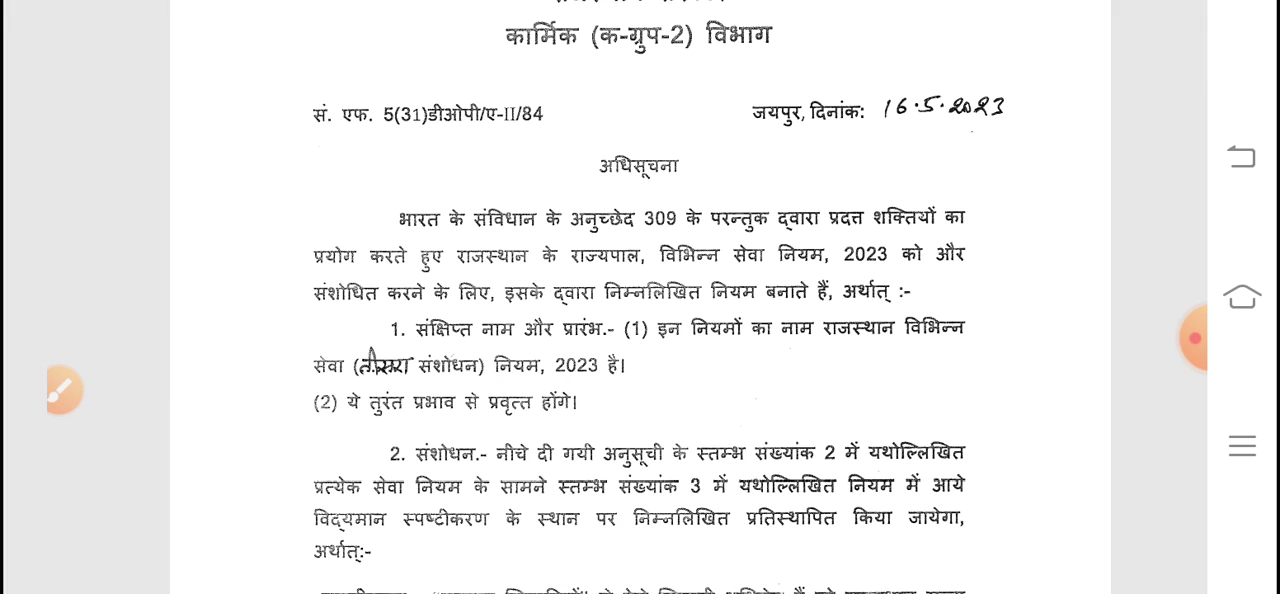 कार्मिक (क-ग्रुप-2) विभाग
सं. एफ. 5(31)डीओपी/ए-II/84 जयपुर, दिनांक: 16.5.2023
अधिसूचना
भारत के संविधान के अनुच्छेद 309 के परन्तुक द्वारा प्रदत्त शक्तियों का
प्रयोग करते हुए राजस्थान के राज्यपाल, विभिन्न सेवा नियम, 2023 को और
संशोधित करने के लिए, इसके द्वारा निम्नलिखित नियम बनाते हैं, अर्थात् :-
1. संक्षिप्त नाम और प्रारंभ.- (1) इन नियमों का नाम राजस्थान विभिन्न
सेवा (तीसरा संशोधन) नियम, 2023 है।
(2) ये तुरंत प्रभाव से प्रवृत्त होंगे।
2. संशोधन.- नीचे दी गयी अनुसूची के स्तम्भ संख्यांक 2 में यथोल्लिखित
प्रत्येक सेवा नियम के सामने स्तम्भ संख्यांक 3 में यथोल्लिखित नियम में आये
विद्यमान स्पष्टीकरण के स्थान पर निम्नलिखित प्रतिस्थापित किया जायेगा,
अर्थात्:-